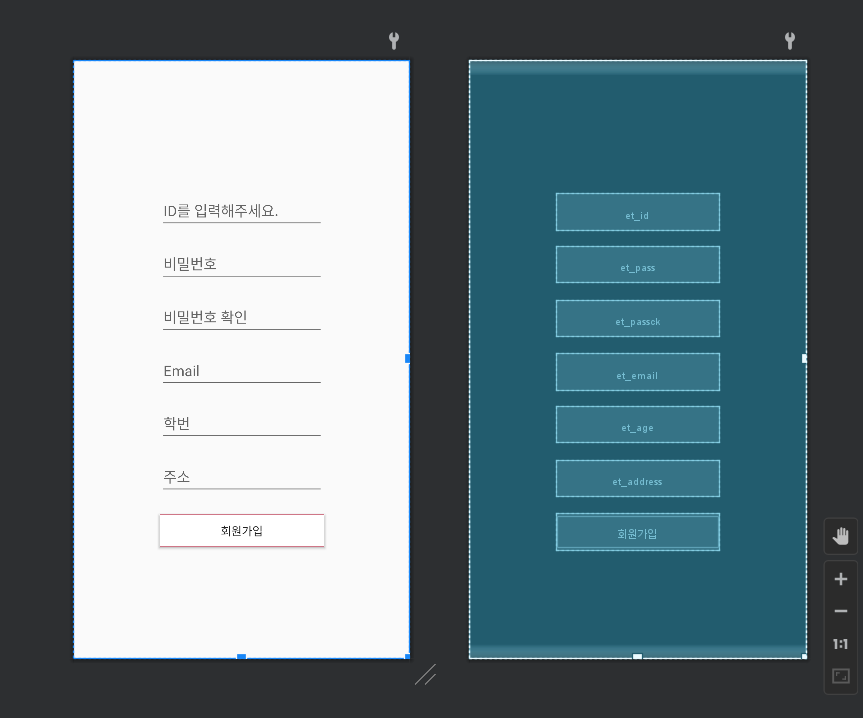 ID를 입력해주세요.
비밀번호
비밀번호 확인
Email
학번
주소
회원가입
et_id
et_pass
et_passck
et_email
et_age
et_address
회원가입
1:1